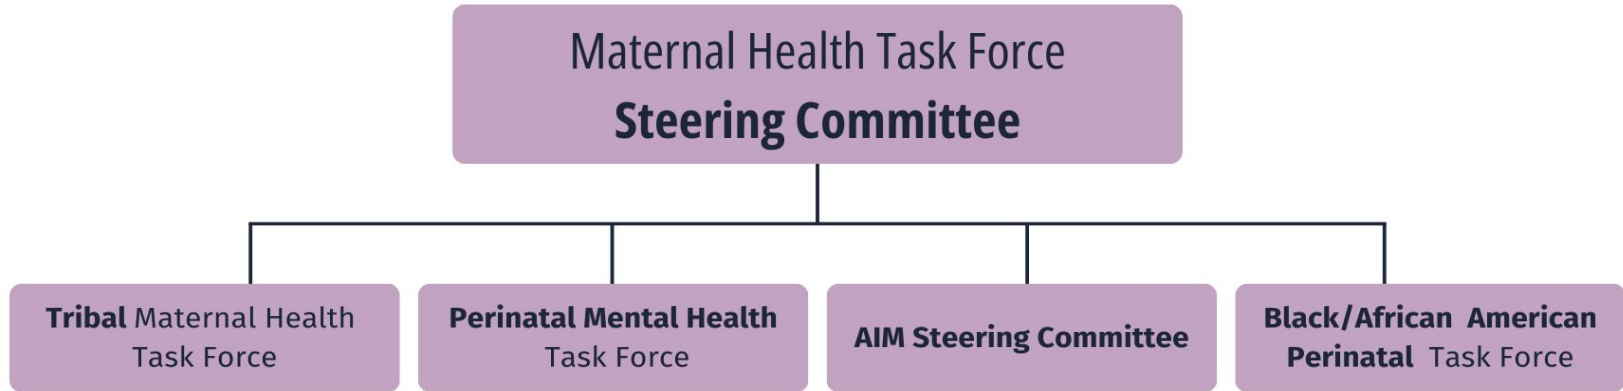 Maternal Health Task Force
Steering Committee
Tribal Maternal Health
Task Force
Perinatal Mental Health
Task Force
AIM Steering Committee
Black/African American
Perinatal Task Force